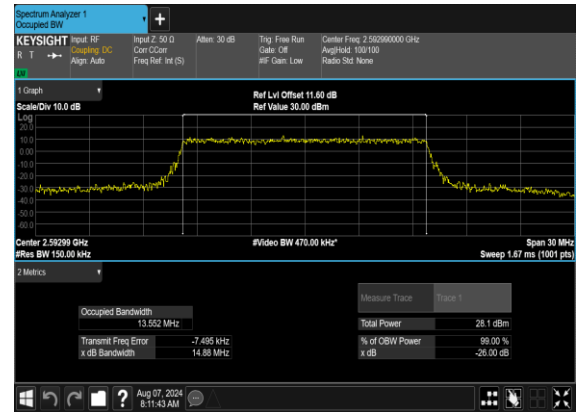 Spectrum Analyzer 1
Occupied BW
KEYSIGHT Input: RF Input Z: 50 Ω Atten: 30 dB Trig: Free Run Center Freq: 2.592990000 GHz
R T Coupling: DC Corr CCorr Gate: Off Avg|Hold: 100/100
Align: Auto Freq Ref: Int (S) #IF Gain: Low Radio Std: None
1 Graph
Ref Lvl Offset 11.60 dB
Scale/Div 10.0 dB Ref Value 30.00 dBm
Log
20.0
10.0
0.00
-10.0
-20.0
-30.0
-40.0
-50.0
-60.0
Center 2.59299 GHz #Video BW 470.00 kHz* Span 30 MHz
#Res BW 150.00 kHz Sweep 1.67 ms (1001 pts)
2 Metrics
Measure Trace Trace 1
Occupied Bandwidth
13.552 MHz Total Power 28.1 dBm
Transmit Freq Error -7.495 kHz % of OBW Power 99.00 %
x dB Bandwidth 14.88 MHz x dB -26.00 dB
? Aug 07, 2024
8:11:43 AM